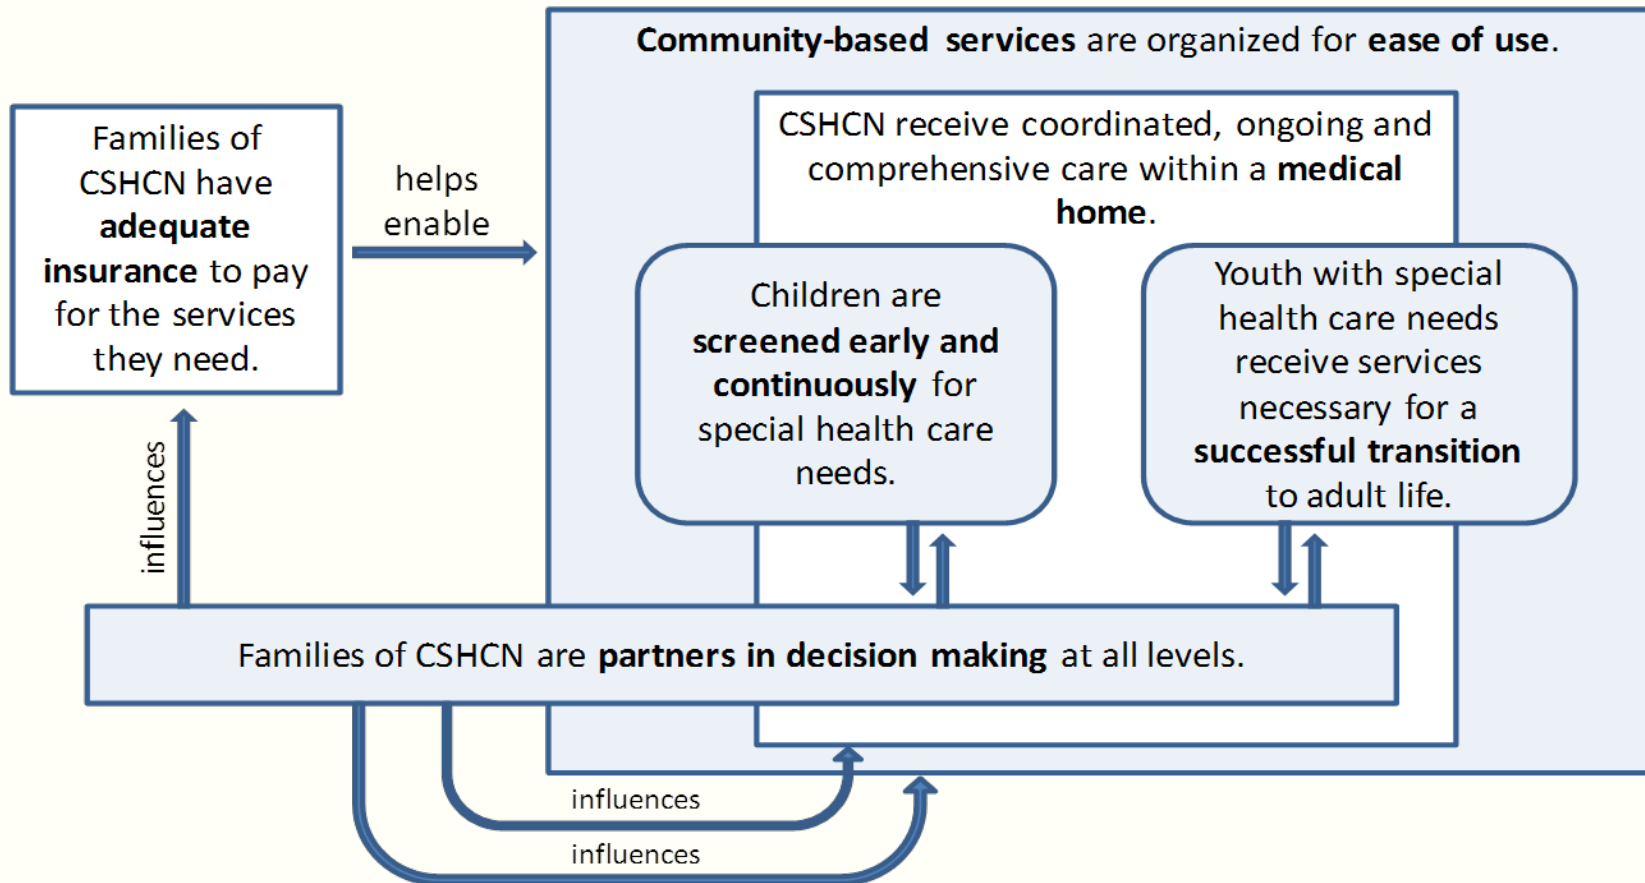 Community-based services are organized for ease of use.
Families of
CSHCN have
adequate
insurance to pay
for the services
they need.
helps
enable
CSHCN receive coordinated, ongoing and
comprehensive care within a medical
home.
Children are
screened early and
continuously for
special health care
needs.
Youth with special
health care needs
receive services
necessary for a
successful transition
to adult life.
influences
Families of CSHCN are partners in decision making at all levels.
influences
influences